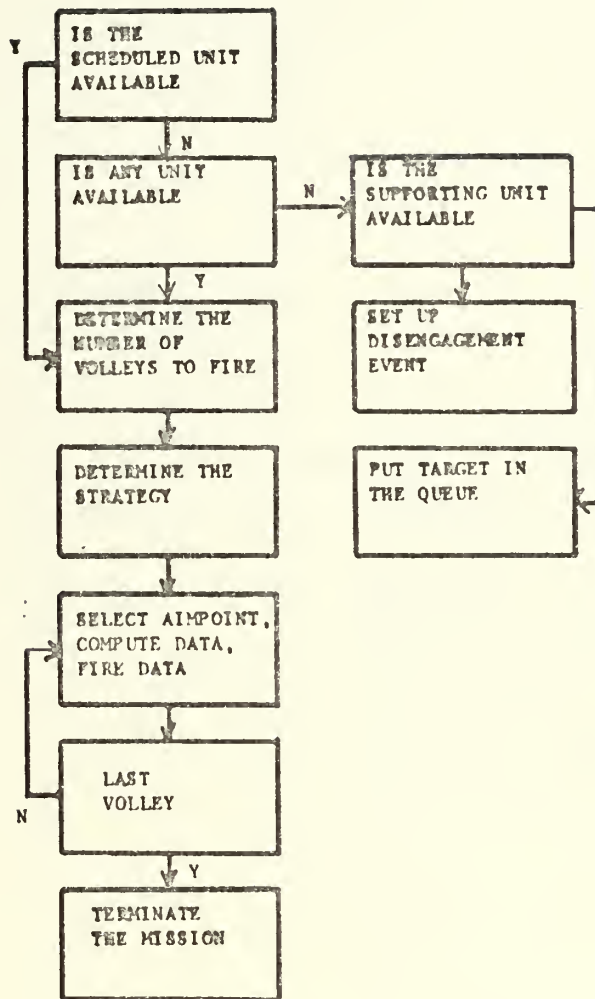 IS THE
SCHEDULED UNIT
AVAILABLE
Y
N
IS ANY UNIT
AVAILABLE
N
IS THE
SUPPORTING UNIT
AVAILABLE
Y
DETERMINE THE
NUMBER OF
VOLLEYS TO FIRE
SET UP
DISENGAGEMENT
EVENT
DETERMINE THE
STRATEGY
PUT TARGET IN
THE QUEUE
SELECT AIMPOINT,
COMPUTE DATA,
FIRE DATA
LAST
VOLLEY
N
Y
TERMINATE
THE MISSION